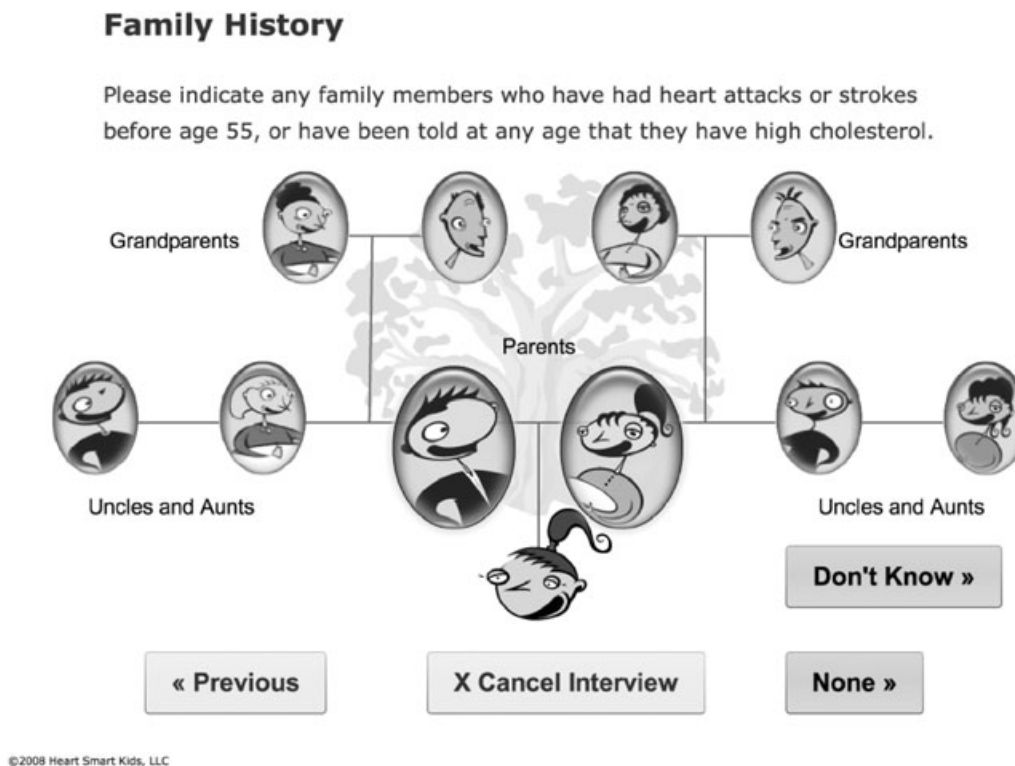 Family History
Please indicate any family members who have had heart attacks or strokes
before age 55, or have been told at any age that they have high cholesterol.
Grandparents
Grandparents
Parents
Uncles and Aunts
Uncles and Aunts
Don't Know »
« Previous
X Cancel Interview
None »
©2008 Heart Smart Kids, LLC